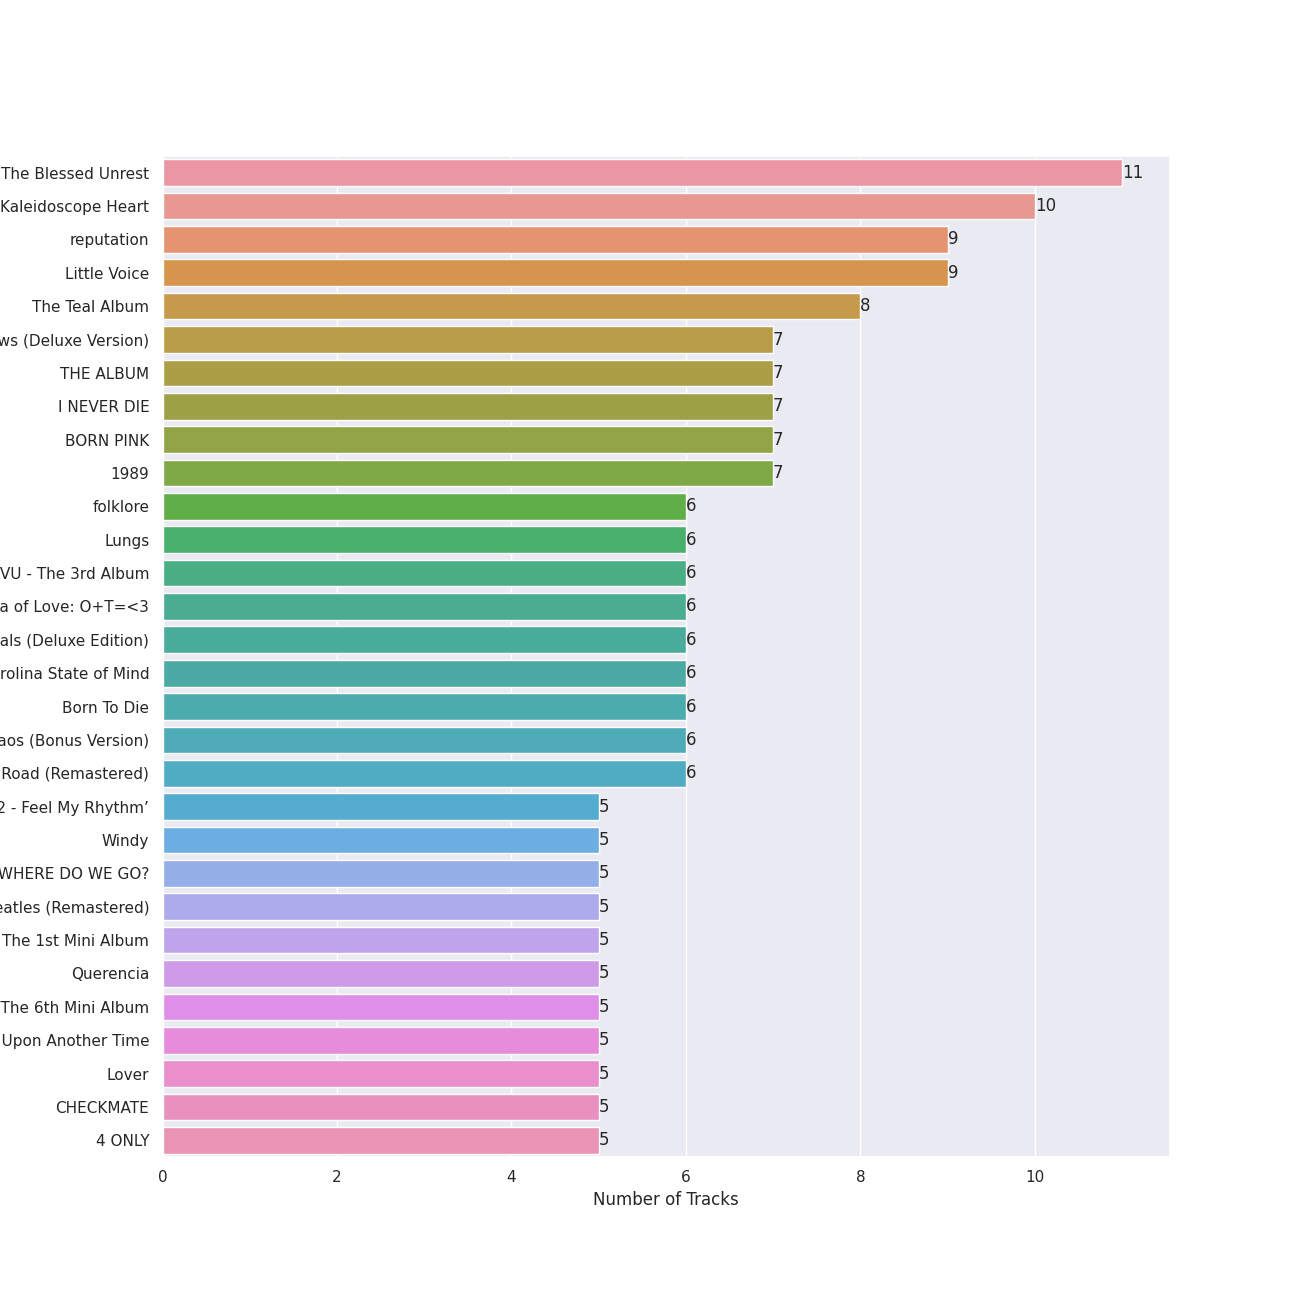 The Blessed Unrest 11
Kaleidoscope Heart 10
reputation 9
Little Voice 9
The Teal Album 8
ws (Deluxe Version) 7
THE ALBUM 7
I NEVER DIE 7
BORN PINK 7
1989 7
folklore 6
Lungs 6
VU - The 3rd Album 6
a of Love: O+T=<3 6
als (Deluxe Edition) 6
rolina State of Mind 6
Born To Die 6
aos (Bonus Version) 6
Road (Remastered) 6
2 - Feel My Rhythm’ 5
Windy 5
WHERE DO WE GO? 5
eatles (Remastered) 5
The 1st Mini Album 5
Querencia 5
The 6th Mini Album 5
Upon Another Time 5
Lover 5
CHECKMATE 5
4 ONLY 5
0 2 4 6 8 10
Number of Tracks